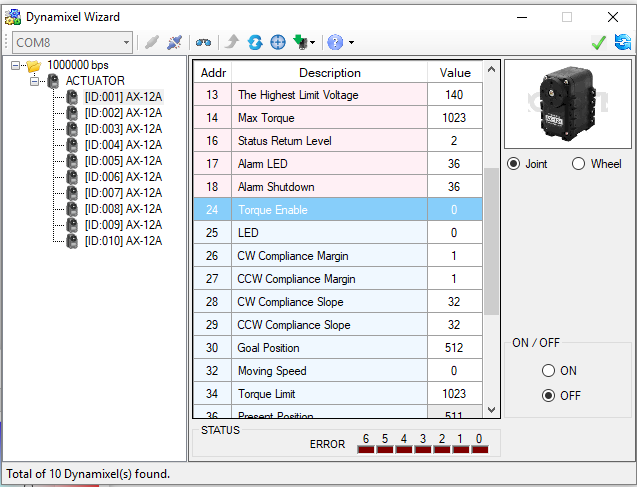 Dynamixel Wizard
COM8
1000000 bps
ACTUATOR
[ID:001] AX-12A
[ID:002] AX-12A
[ID:003] AX-12A
[ID:004] AX-12A
[ID:005] AX-12A
[ID:006] AX-12A
[ID:007] AX-12A
[ID:008] AX-12A
[ID:009] AX-12A
[ID:010] AX-12A
Addr Description Value
13 The Highest Limit Voltage 140
14 Max Torque 1023
16 Status Return Level 2
17 Alarm LED 36
18 Alarm Shutdown 36
24 Torque Enable 0
25 LED 0
26 CW Compliance Margin 1
27 CCW Compliance Margin 1
28 CW Compliance Slope 32
29 CCW Compliance Slope 32
30 Goal Position 512
32 Moving Speed 0
34 Torque Limit 1023
36 Present Position 511
STATUS
ERROR 6 5 4 3 2 1 0
Joint Wheel
ON / OFF
ON
OFF
Total of 10 Dynamixel(s) found.